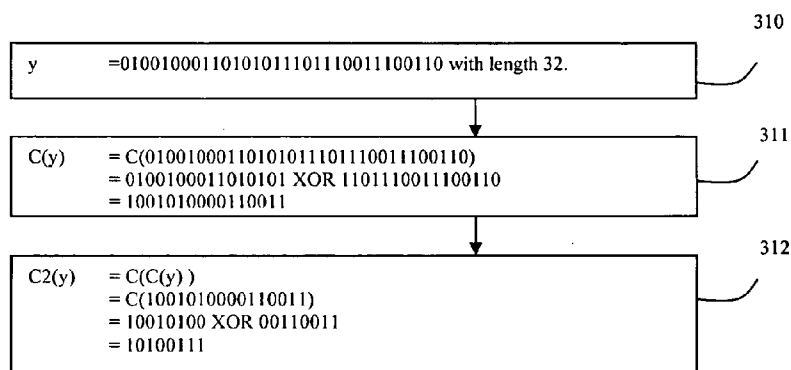 310
y =01001000110101011101110011100110 with length 32.
311
C(y) = C(01001000110101011101110011100110)
= 0100100011010101 XOR 1101110011100110
= 1001010000110011
312
C2(y) = C(C(y) )
= C(1001010000110011)
= 10010100 XOR 00110011
= 10100111